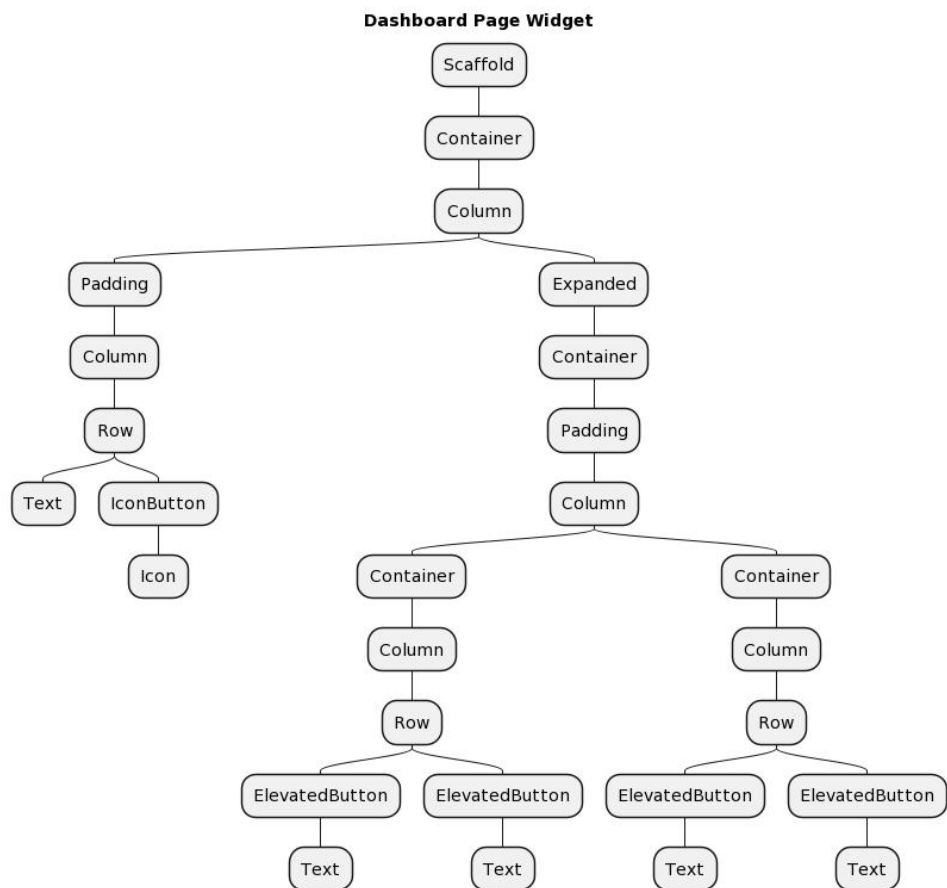 Dashboard Page Widget
Scaffold
Container
Column
Padding Expanded
Column Container
Row Padding
Text IconButton Column
Icon Container Container
Column Column
Row Row
ElevatedButton ElevatedButton ElevatedButton ElevatedButton
Text Text Text Text